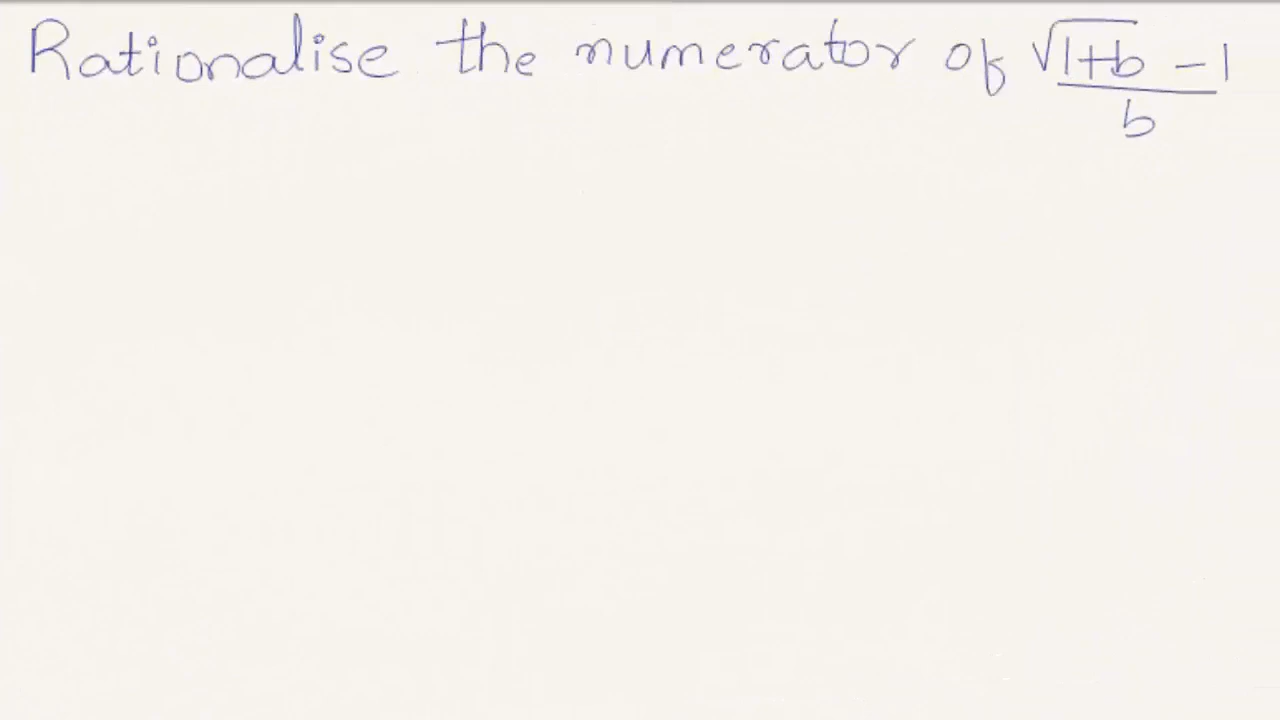 Rationalise the numerator of √1+b - 1
b